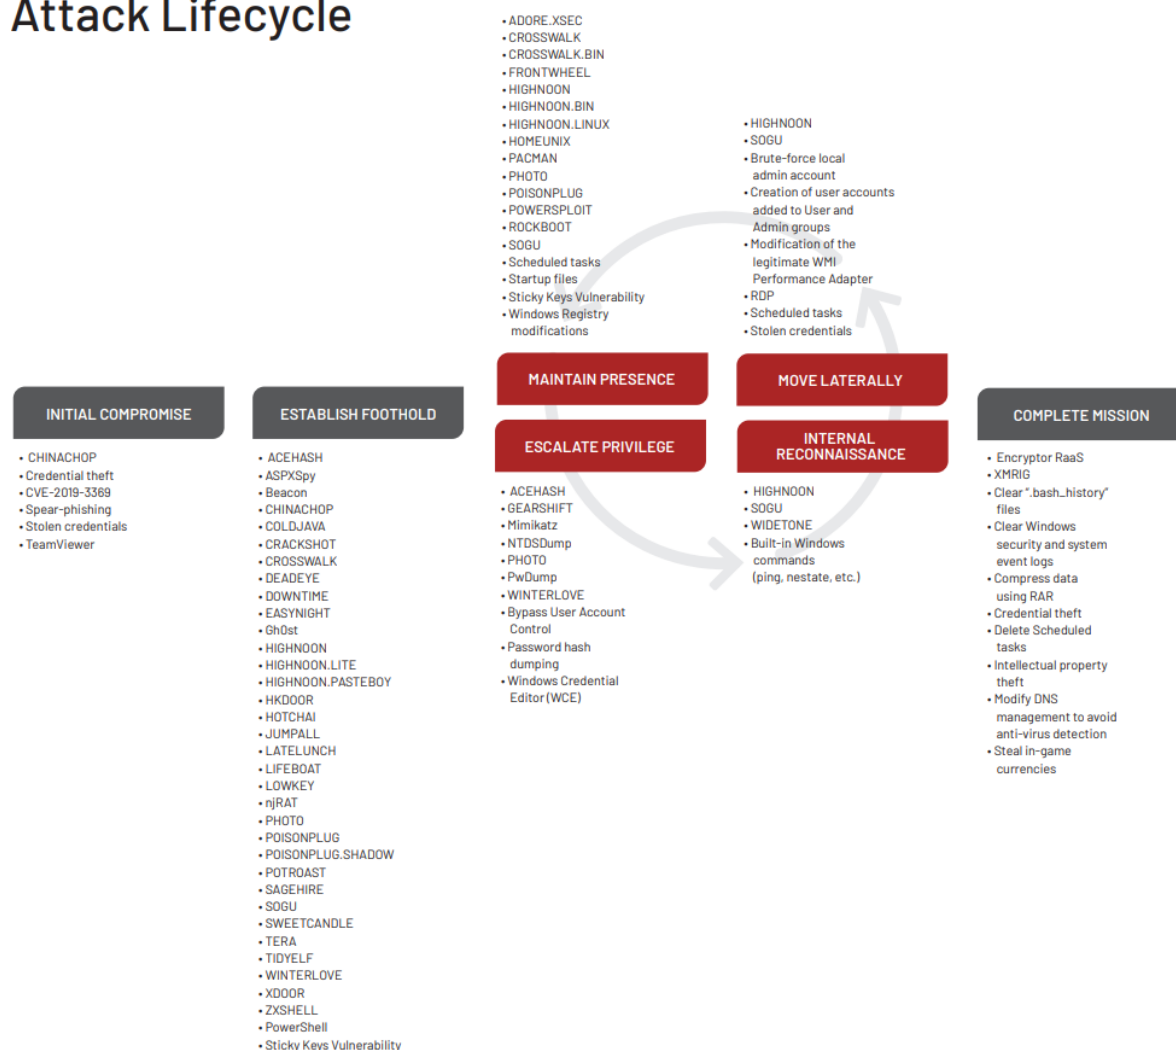 Attack Lifecycle
• ADORE.XSEC
• CROSSWALK
• CROSSWALK.BIN
• FRONTWHEEL
• HIGHNOON
• HIGHNOON.BIN
• HIGHNOON.LINUX
• HOMEUNIX
• PACMAN
• PHOTO
• POISONPLUG
• POWERSPLOIT
• ROCKBOOT
• SOGU
• Scheduled tasks
• Startup files
• Sticky Keys Vulnerability
• Windows Registry
modifications
• HIGHNOON
• SOGU
• Brute-force local
admin account
• Creation of user accounts
added to User and
Admin groups
• Modification of the
legitimate WMI
Performance Adapter
• RDP
• Scheduled tasks
• Stolen credentials
MAINTAIN PRESENCE
MOVE LATERALLY
INITIAL COMPROMISE
• CHINACHOP
• Credential theft
• CVE-2019-3369
• Spear-phishing
• Stolen credentials
• TeamViewer
ESTABLISH FOOTHOLD
• ACEHASH
• ASPXSpy
• Beacon
• CHINACHOP
• COLDJAVA
• CRACKSHOT
• CROSSWALK
• DEADEYE
• DOWNTIME
• EASYNIGHT
• Gh0st
• HIGHNOON
• HIGHNOON.LITE
• HIGHNOON.PASTEBOY
• HKDOOR
• HOTCHAI
• JUMPALL
• LATELUNCH
• LIFEBOAT
• LOWKEY
• njRAT
• PHOTO
• POISONPLUG
• POISONPLUG.SHADOW
• POTROAST
• SAGEHIRE
• SOGU
• SWEETCANDLE
• TERA
• TIDYELF
• WINTERLOVE
• XDOOR
• ZXSHELL
• PowerShell
• Sticky Keys Vulnerability
ESCALATE PRIVILEGE
• ACEHASH
• GEARSHIFT
• Mimikatz
• NTDSDump
• PHOTO
• PwDump
• WINTERLOVE
• Bypass User Account
Control
• Password hash
dumping
• Windows Credential
Editor (WCE)
INTERNAL
RECONNAISSANCE
• HIGHNOON
• SOGU
• WIDETONE
• Built-in Windows
commands
(ping, nestate, etc.)
COMPLETE MISSION
• Encryptor RaaS
• XMRIG
• Clear ".bash_history"
files
• Clear Windows
security and system
event logs
• Compress data
using RAR
• Credential theft
• Delete Scheduled
tasks
• Intellectual property
theft
• Modify DNS
management to avoid
anti-virus detection
• Steal in-game
currencies